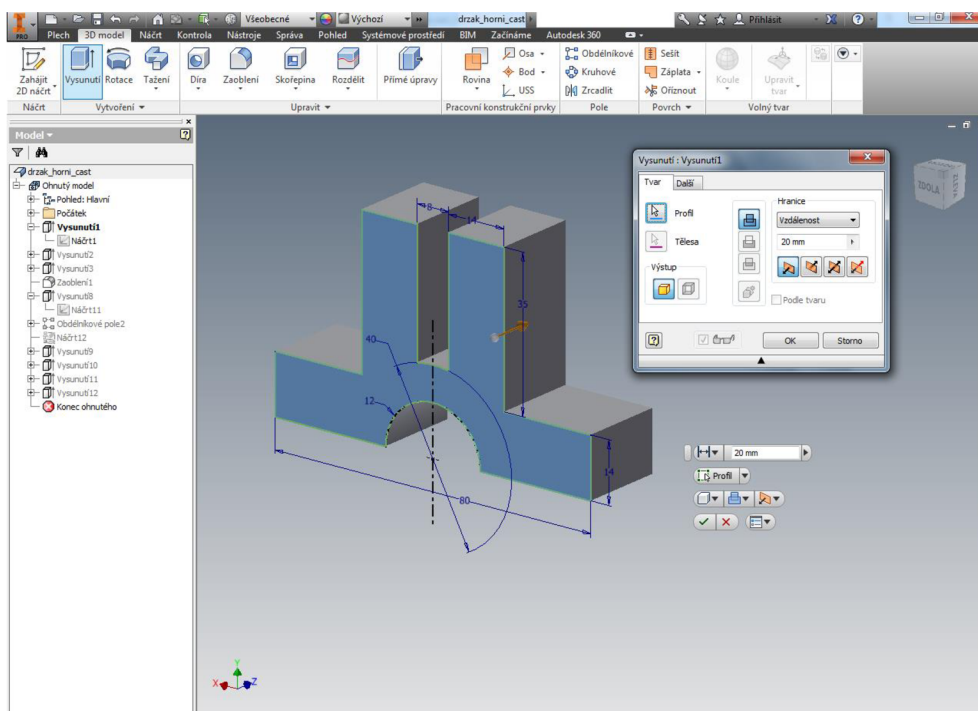 Všeobecné Výchozí drzak_horni_cast Přihlásit
PRO Plech 3D model Náčrt Kontrola Nástroje Správa Pohled Systémové prostředí BIM Začínáme Autodesk 360
Zahájit 2D náčrt
Vysunutí Rotace Tažení
Díra Zaoblení Skořepina Rozdělit Přímé úpravy
Rovina
Osa
Bod
USS
Obdélníkové
Kruhové
Zrcadlit
Sešít
Záplata
Oříznout
Koule
Upravit tvar
Náčrt Vytvoření Upravit Pracovní konstrukční prvky Pole Povrch Volný tvar
Model
drzak_horni_cast
Ohnutý model
Pohled: Hlavní
Počátek
Vysunutí1
Náčrt1
Vysunutí2
Vysunutí3
Zaoblení1
Vysunutí8
Náčrt11
Obdélníkové pole2
Náčrt12
Vysunutí9
Vysunutí10
Vysunutí11
Vysunutí12
Konec ohnutého
8
14
35
40
12
80
14
Vysunutí : Vysunutí1
Tvar Další
Profil
Tělesa
Výstup
Hranice
Vzdálenost
20 mm
Podle tvaru
OK Storno
20 mm
Profil
ZDOLA
ZLEVA
Y
X
Z